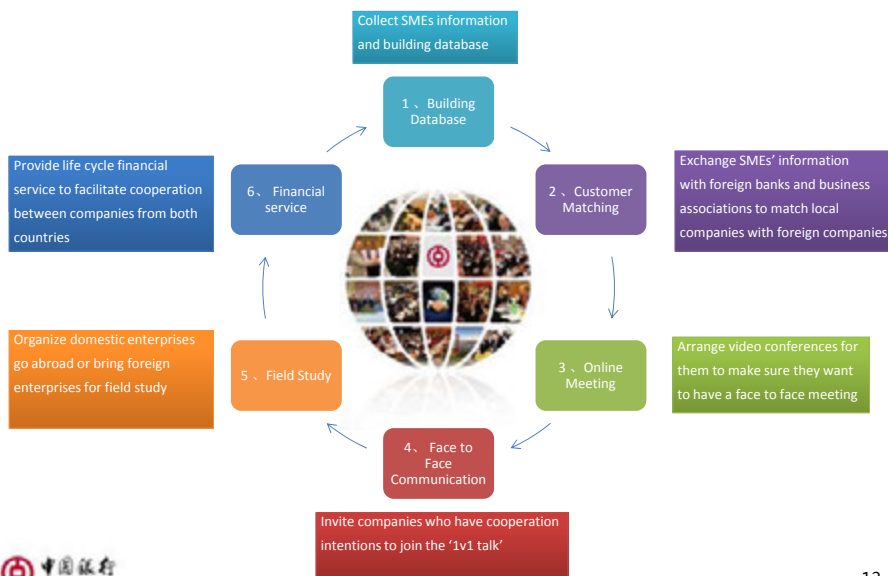 Collect SMEs information
and building database
1 、Building
Database
Provide life cycle financial
service to facilitate cooperation
between companies from both
countries
6、 Financial
service
2 、Customer
Matching
Exchange SMEs’ information
with foreign banks and business
associations to match local
companies with foreign companies
Organize domestic enterprises
go abroad or bring foreign
enterprises for field study
5 、Field Study
3 、Online
Meeting
Arrange video conferences for
them to make sure they want
to have a face to face meeting
4、 Face to
Face
Communication
Invite companies who have cooperation
intentions to join the ‘1v1 talk’
中国银行